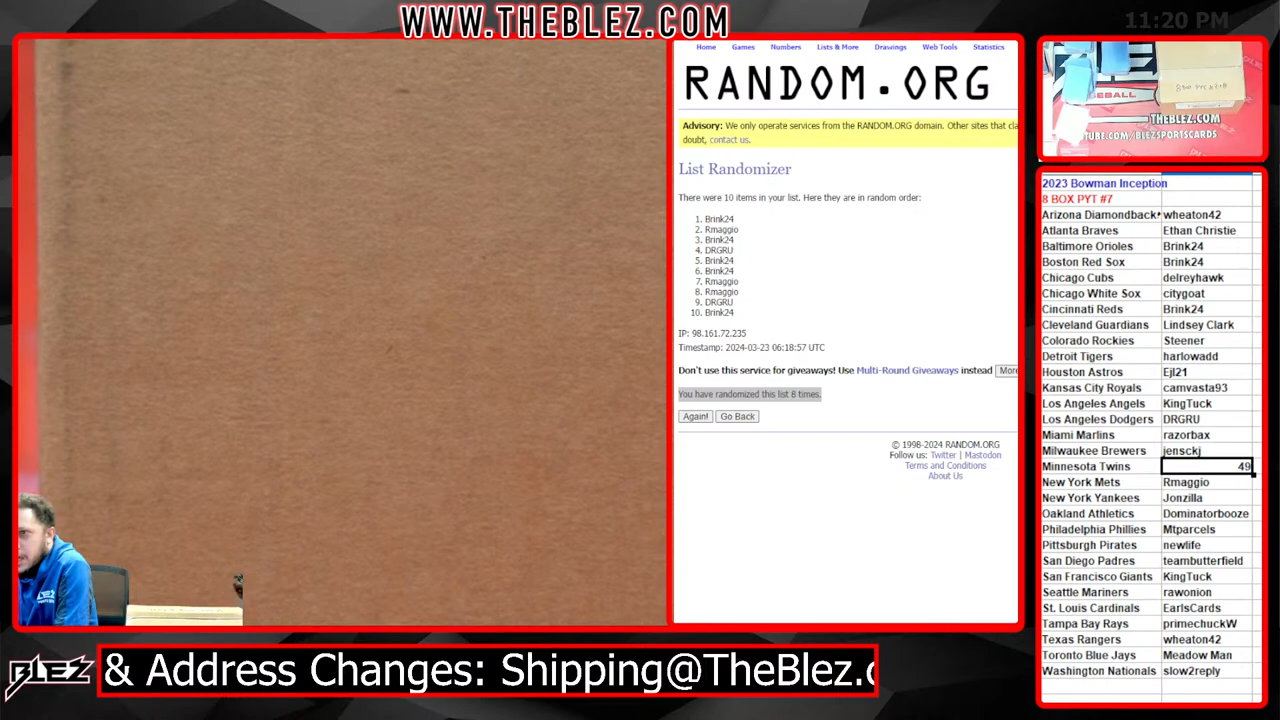 WWW.THEBLEZ.COM
11:20 PM
Home Games Numbers Lists & More Drawings Web Tools Statistics
RANDOM.ORG
Advisory: We only operate services from the RANDOM.ORG domain. Other sites that
doubt, contact us.
List Randomizer
There were 10 items in your list. Here they are in random order:
1. Brink24
2. Rmaggio
3. Brink24
4. DRGRU
5. Brink24
6. Brink24
7. Rmaggio
8. Rmaggio
9. DRGRU
10. Brink24
IP: 98.161.72.235
Timestamp: 2024-03-23 06:18:57 UTC
Don't use this service for giveaways! Use Multi-Round Giveaways instead More
You have randomized this list 8 times.
Again! Go Back
© 1998-2024 RANDOM.ORG
Follow us: Twitter | Mastodon
Terms and Conditions
About Us
BASEBALL
THEBLEZ.COM
TUBE.COM/BLEZSPORTSCARDS
2023 Bowman Inception
8 BOX PYT #7
Arizona Diamondback wheaton42
Atlanta Braves Ethan Christie
Baltimore Orioles Brink24
Boston Red Sox Brink24
Chicago Cubs delreyhawk
Chicago White Sox citygoat
Cincinnati Reds Brink24
Cleveland Guardians Lindsey Clark
Colorado Rockies Steener
Detroit Tigers harlowadd
Houston Astros Ejl21
Kansas City Royals camvasta93
Los Angeles Angels KingTuck
Los Angeles Dodgers DRGRU
Miami Marlins razorbax
Milwaukee Brewers jensckj
Minnesota Twins 49
New York Mets Rmaggio
New York Yankees Jonzilla
Oakland Athletics Dominatorbooze
Philadelphia Phillies Mtparcels
Pittsburgh Pirates newlife
San Diego Padres teambutterfield
San Francisco Giants KingTuck
Seattle Mariners rawonion
St. Louis Cardinals EarlsCards
Tampa Bay Rays primechuckW
Texas Rangers wheaton42
Toronto Blue Jays Meadow Man
Washington Nationals slow2reply
BLEZ
& Address Changes: Shipping@TheBlez.c